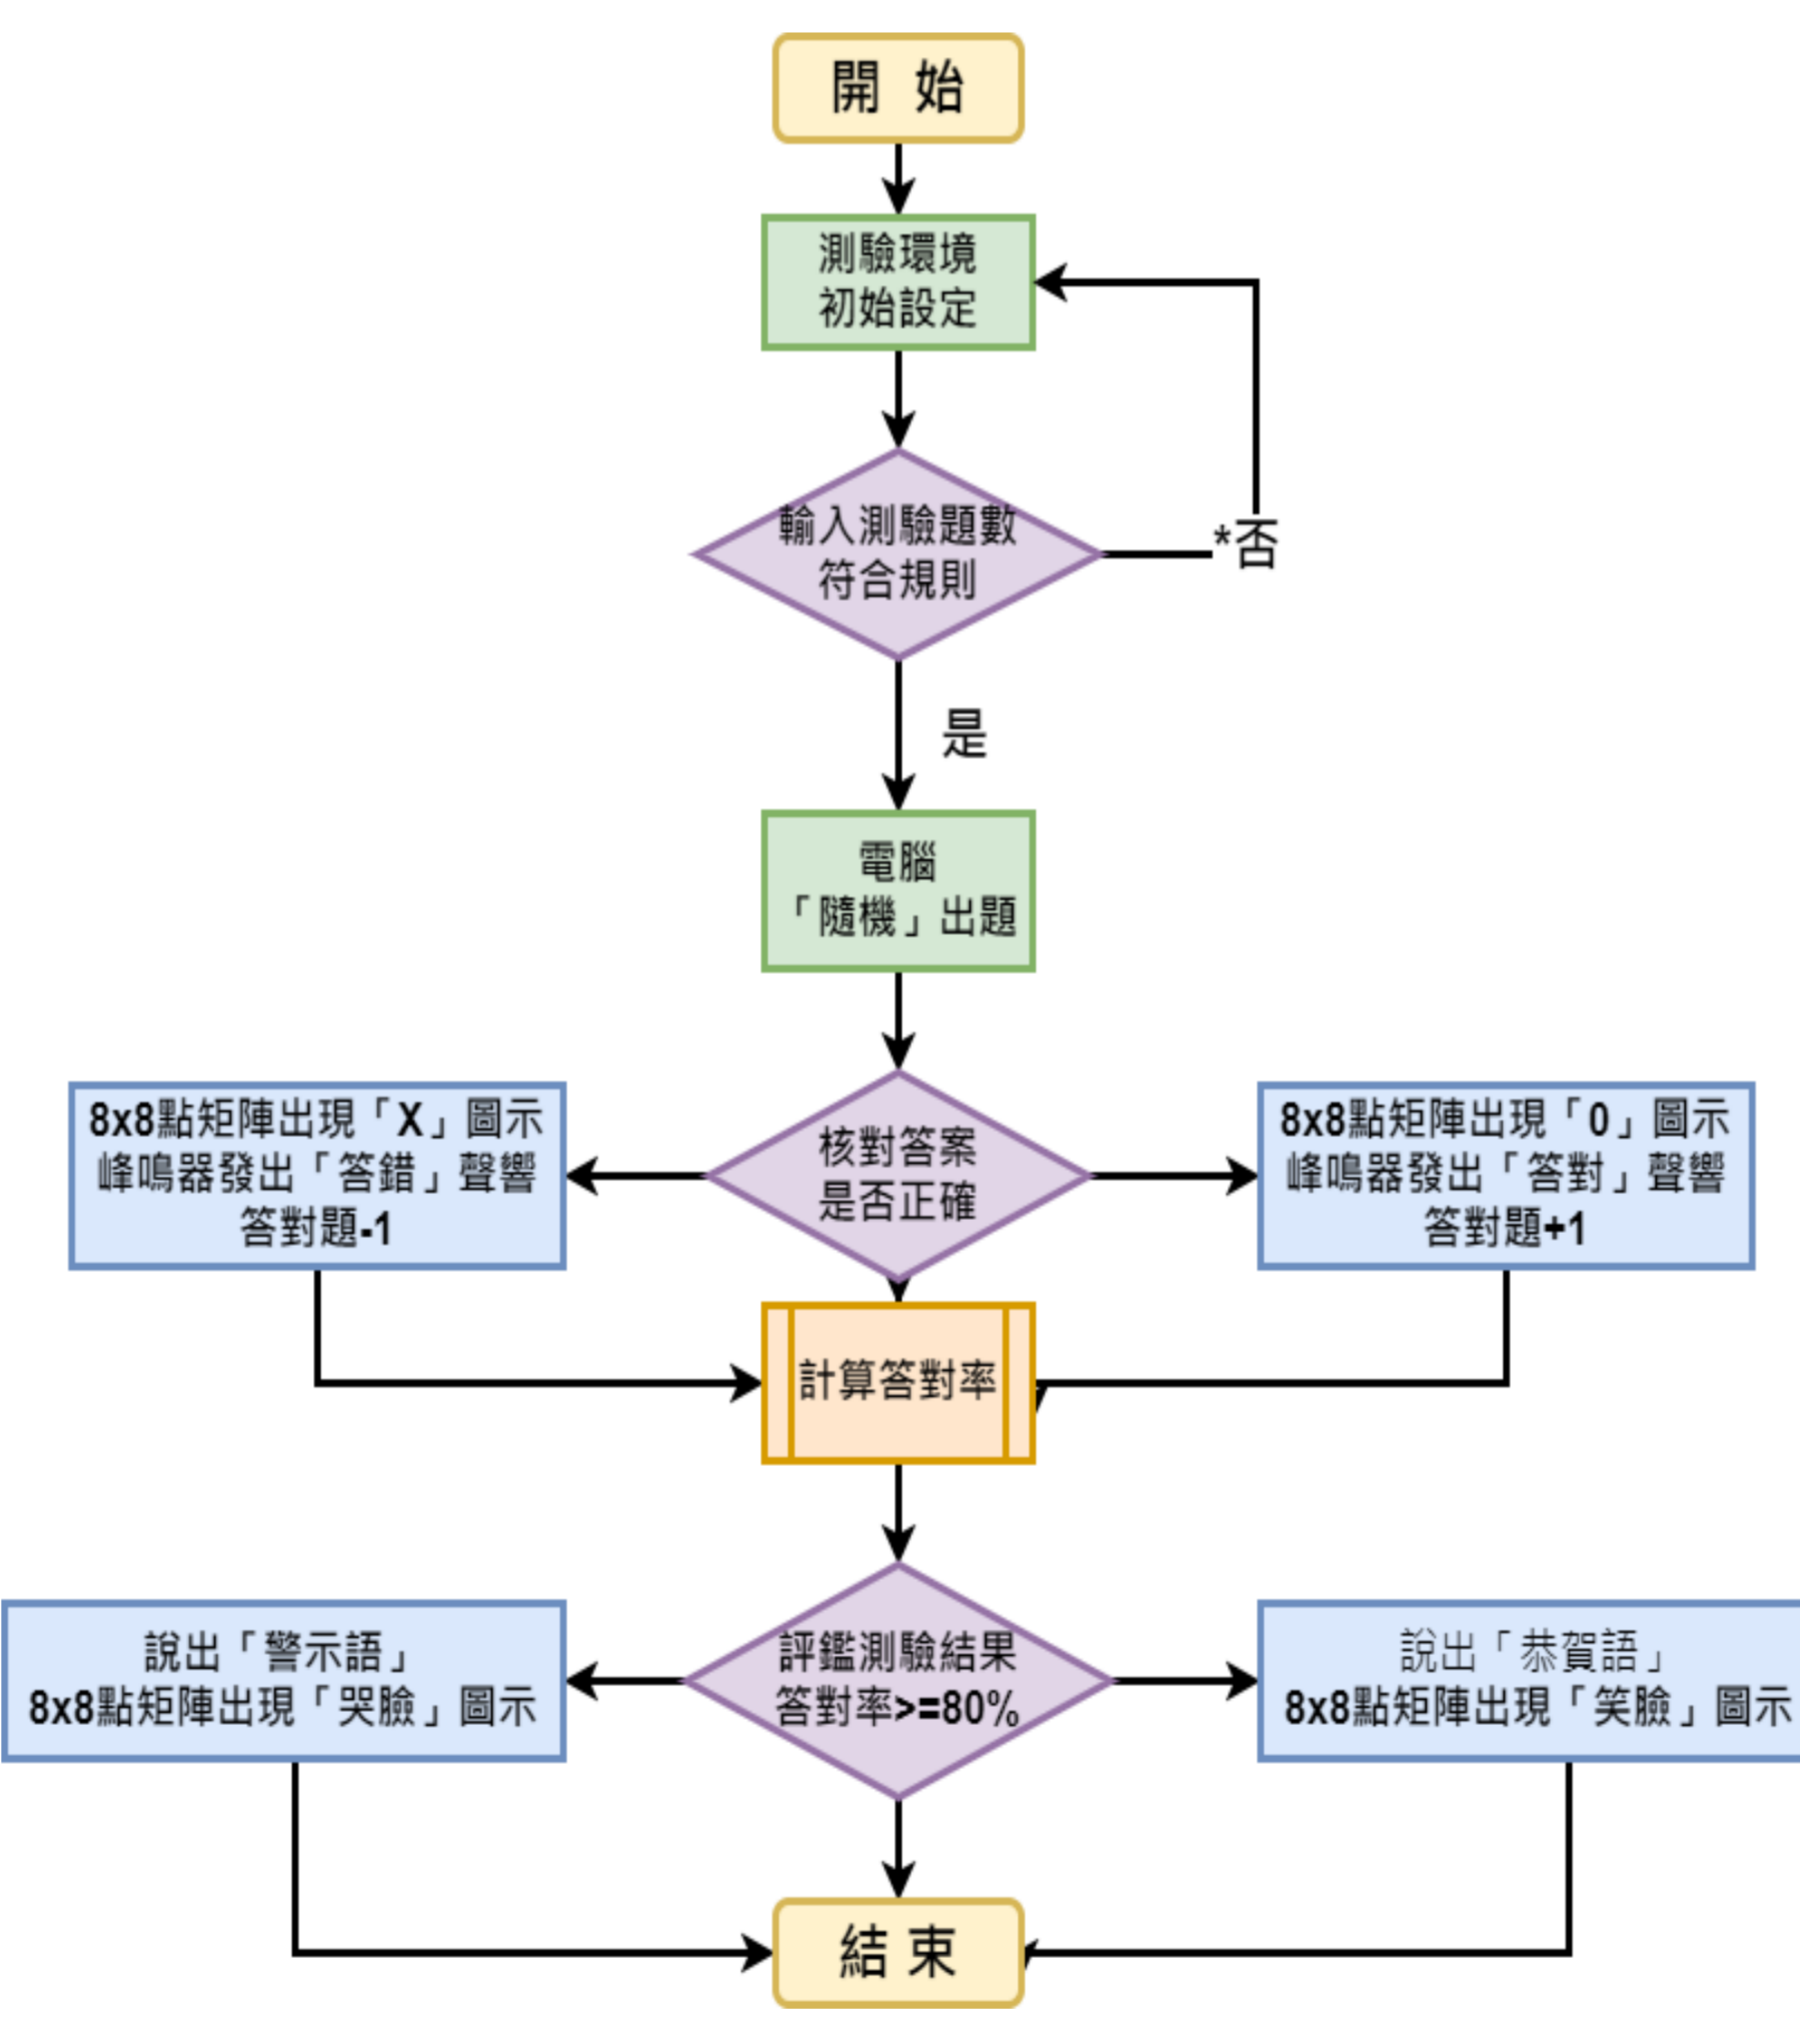 開 始
測驗環境
初始設定
輸入測驗題數
符合規則
*否
是
電腦
「隨機」出題
8x8點矩陣出現「X」圖示
峰鳴器發出「答錯」聲響
答對題-1
核對答案
是否正確
8x8點矩陣出現「0」圖示
峰鳴器發出「答對」聲響
答對題+1
計算答對率
說出「警示語」
8x8點矩陣出現「哭臉」圖示
評鑑測驗結果
答對率>=80%
說出「恭賀語」
8x8點矩陣出現「笑臉」圖示
結 束